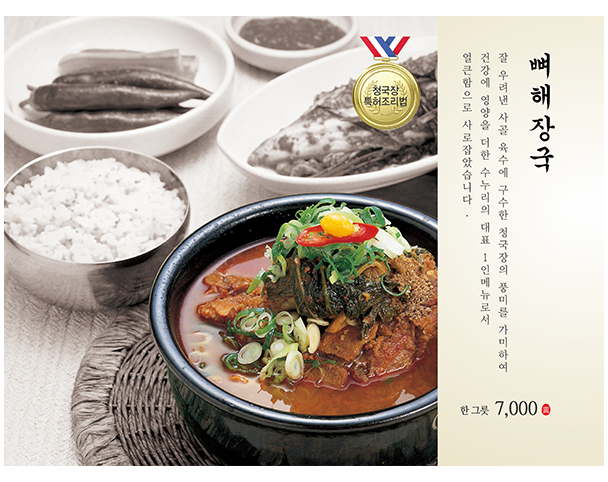 청국장
특허조리법
뼈해장국
잘 우려낸 사골 육수에 구수한 청국장의 풍미를 가미하여
건강에 영양을 더한 수누리의 대표 1인메뉴로서
얼큰함으로 사로잡았습니다.
한그릇 7,000